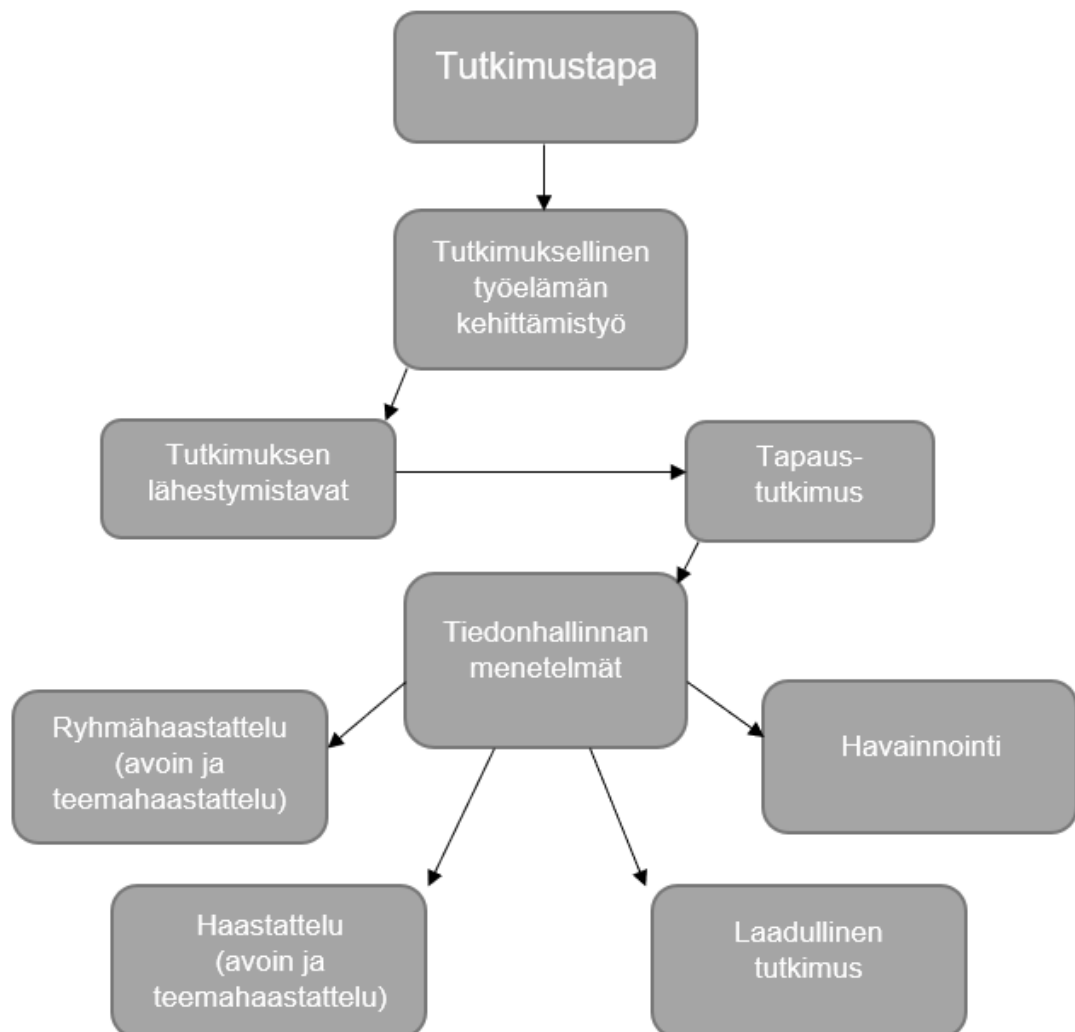 Tutkimustapa
Tutkimuksellinen
työelämän
kehittämistyö
Tutkimuksen
lähestymistavat
Tapaus-
tutkimus
Tiedonhallinnan
menetelmät
Ryhmähaastattelu
(avoin ja
teemahaastattelu)
Havainnointi
Haastattelu
(avoin ja
teemahaastattelu)
Laadullinen
tutkimus